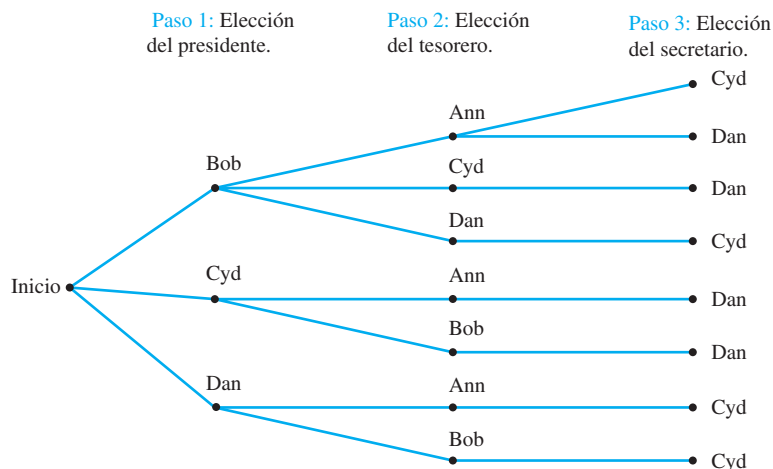 Paso 1: Elección
del presidente.
Paso 2: Elección
del tesorero.
Paso 3: Elección
del secretario.
Cyd
Ann
Dan
Bob
Cyd
Dan
Dan
Cyd
Cyd
Ann
Inicio
Dan
Bob
Dan
Dan
Ann
Cyd
Bob
Cyd